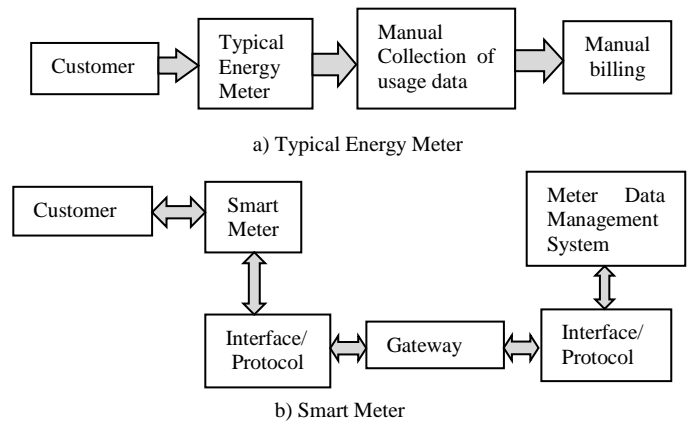 Customer
Typical
Energy
Meter
Manual
Collection of
usage data
Manual
billing
a) Typical Energy Meter
Customer
Smart
Meter
Meter Data
Management
System
Interface/
Protocol
Gateway
Interface/
Protocol
b) Smart Meter